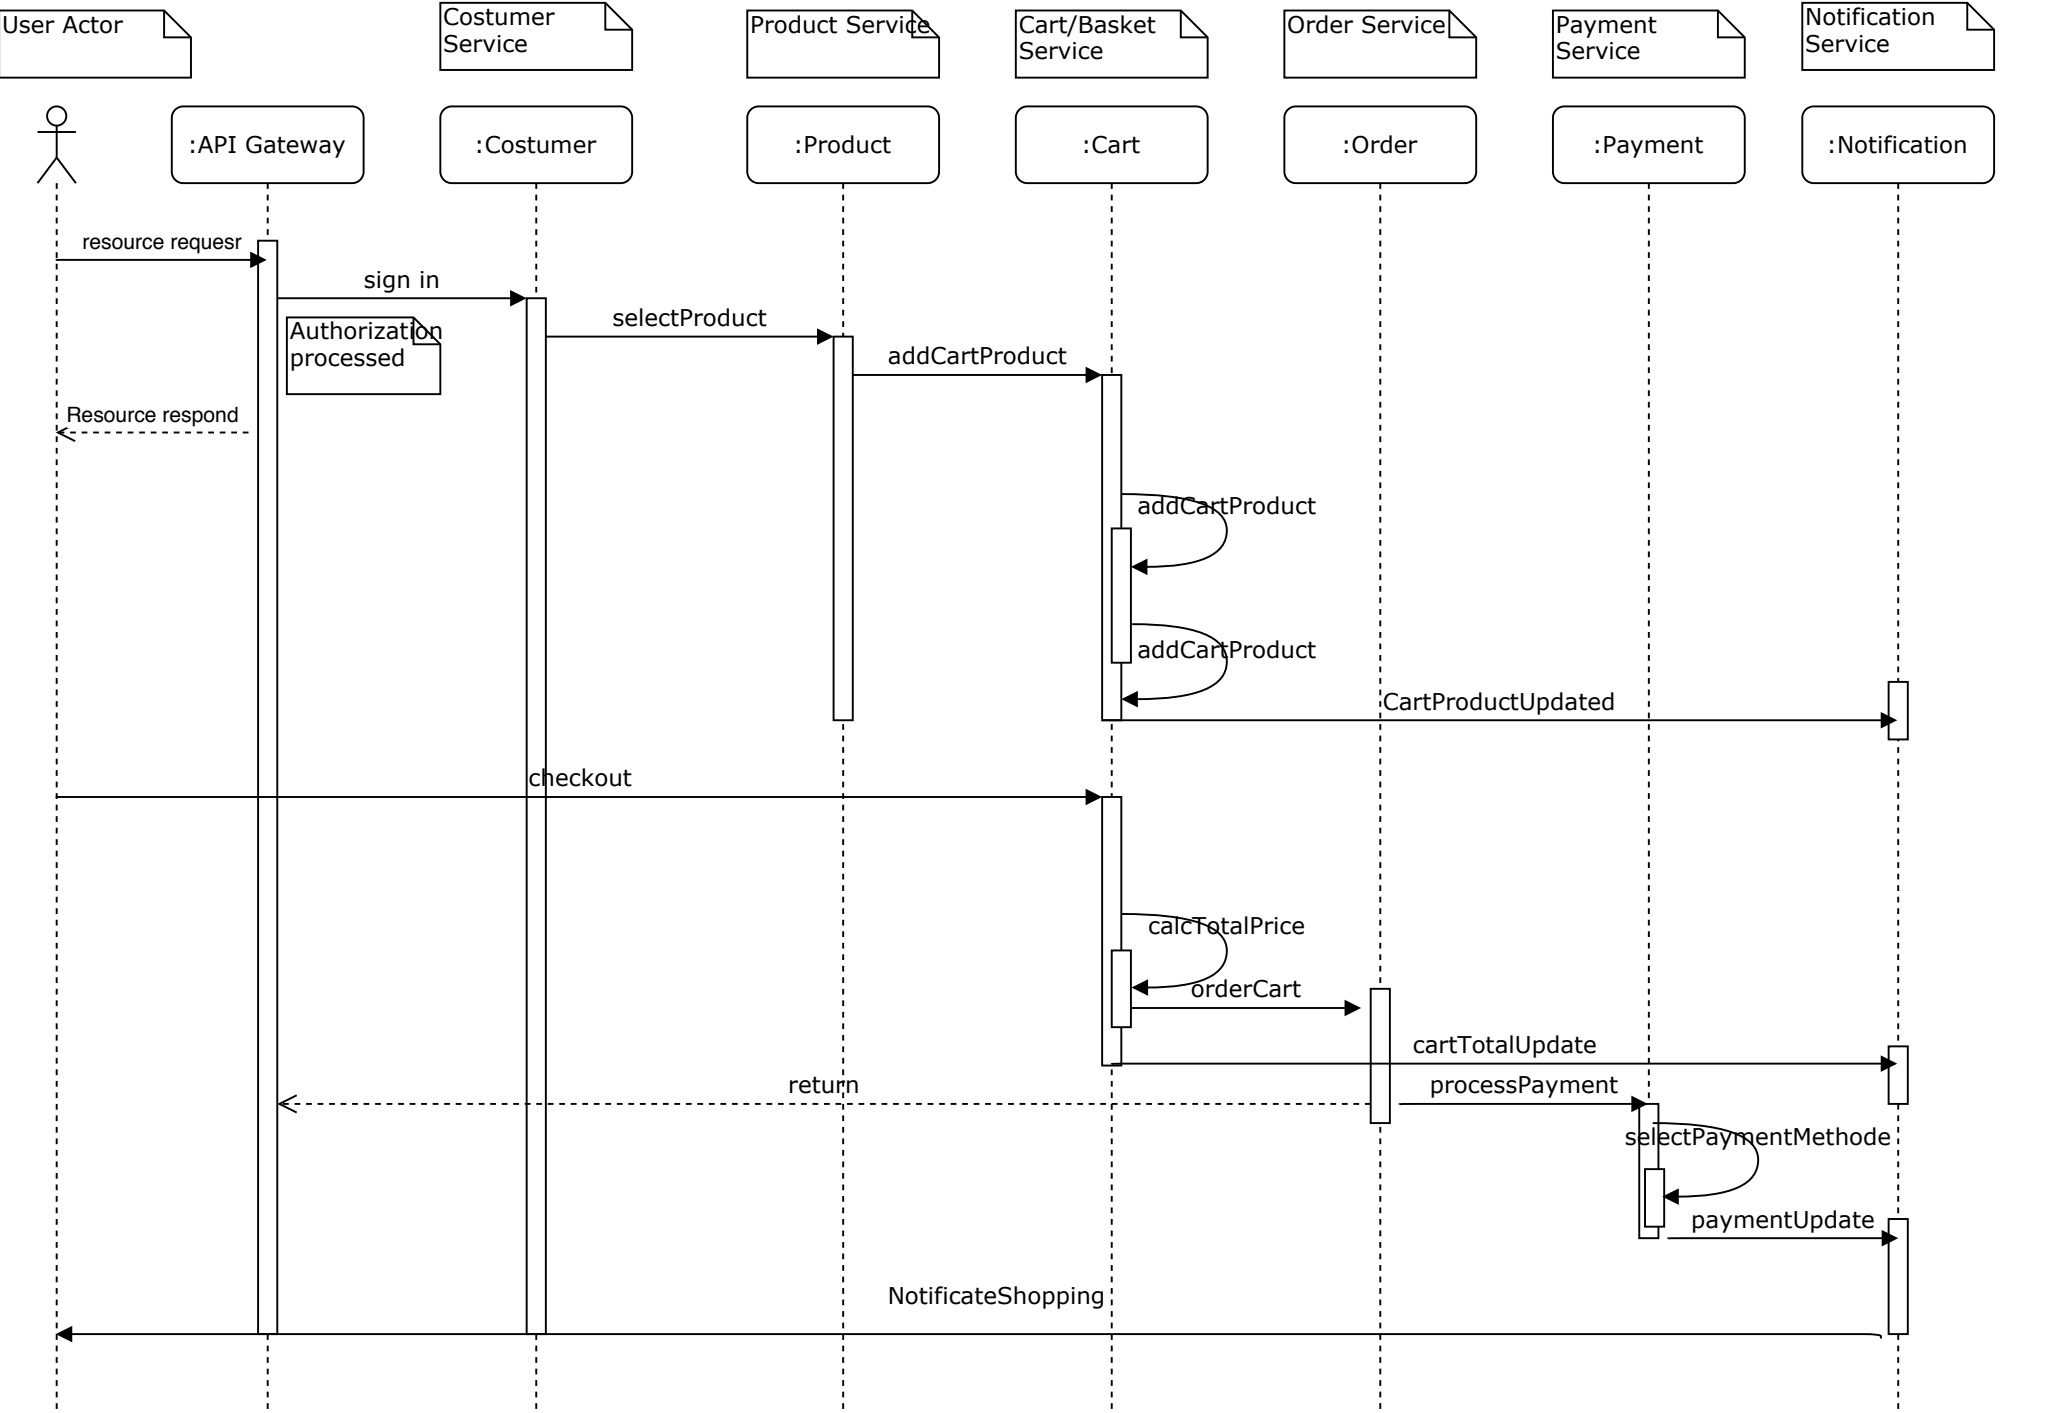 User Actor
Costumer
Service
Product Service
Cart/Basket
Service
Order Service
Payment
Service
Notification
Service
:API Gateway
:Costumer
:Product
:Cart
:Order
:Payment
:Notification
resource requesr
sign in
selectProduct
Authorization
processed
addCartProduct
Resource respond
addCartProduct
addCartProduct
CartProductUpdated
checkout
calcTotalPrice
orderCart
cartTotalUpdate
return
processPayment
selectPaymentMethode
paymentUpdate
NotificateShopping